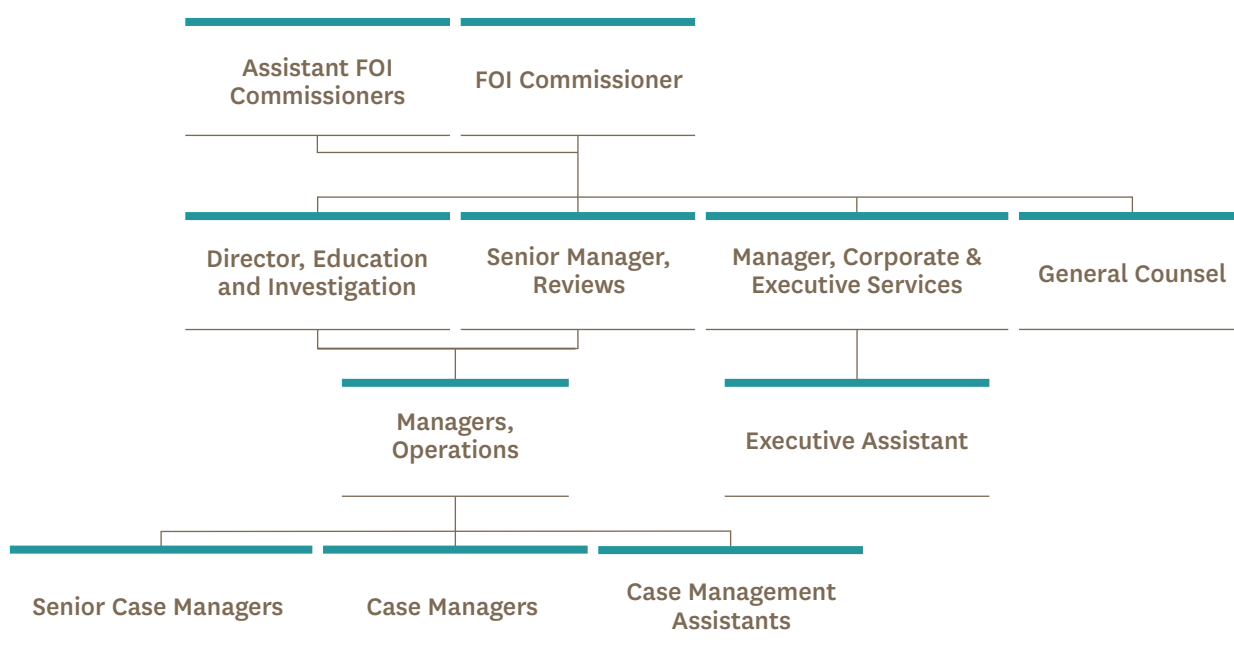 Assistant FOI
Commissioners
FOI Commissioner
Director, Education
and Investigation
Senior Manager,
Reviews
Manager, Corporate &
Executive Services
General Counsel
Managers,
Operations
Executive Assistant
Senior Case Managers
Case Managers
Case Management
Assistants